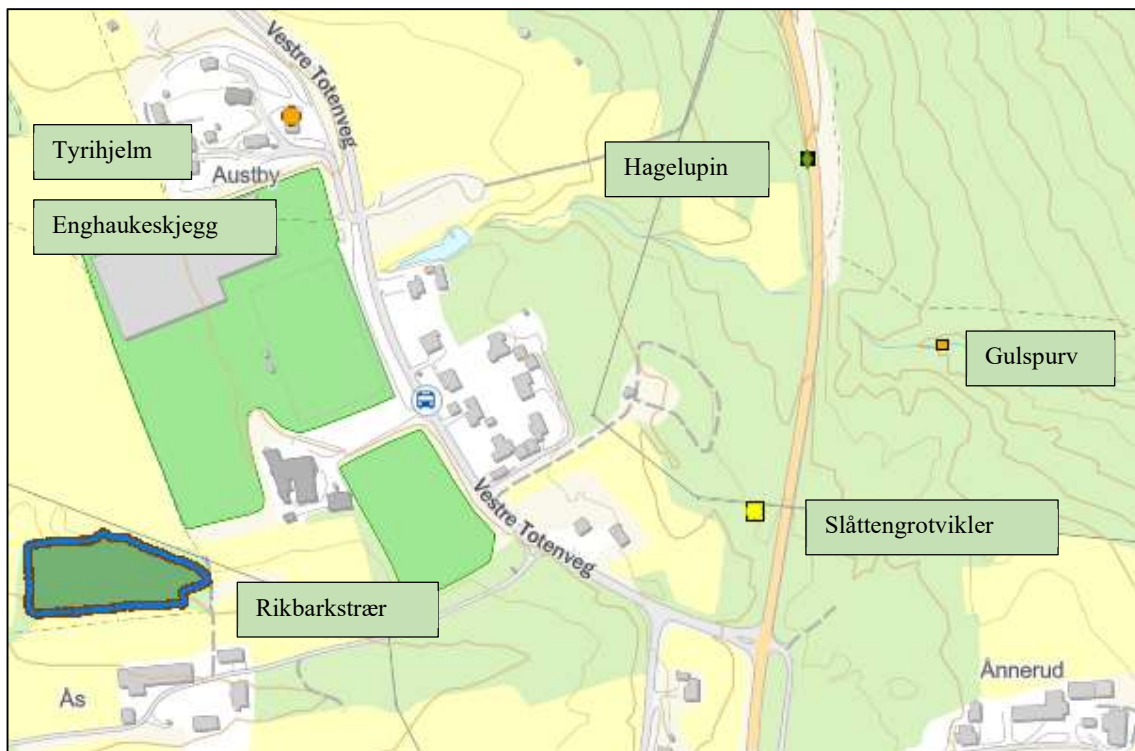 Vestre Totenveg
Tyrihjelm
Hagelupin
Austby
Enghaukeskjegg
Gulspurv
Vestre Totenveg
Slåttengrotvikler
Rikbarkstrær
Ås
Ånnerud